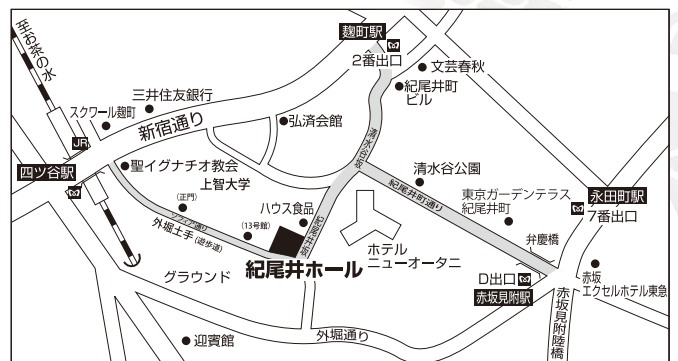 至お茶の水
麹町駅
2番出口
文芸春秋
紀尾井町
ビル
三井住友銀行
スクワール麹町
新宿通り
弘済会館
清水谷坂
JR
四ツ谷駅
聖イグナチオ教会
上智大学
清水谷公園
紀尾井町通り
東京ガーデンテラス
紀尾井町
永田町駅
7番出口
弁慶橋
(正門)
ソフィア通り
外堀土手(遊歩道)
(13号館)
ハウス食品
紀尾井坂
ホテル
ニューオータニ
グラウンド
紀尾井ホール
D出口
赤坂見附駅
赤坂
エクセルホテル東急
赤坂見附陸橋
外堀通り
迎賓館